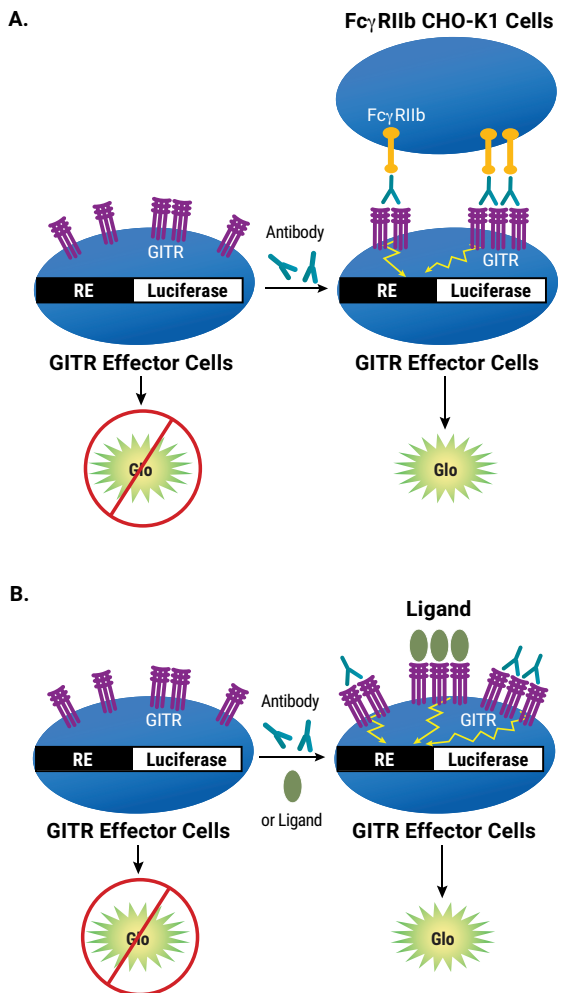 A.
FcγRIIb CHO-K1 Cells
FcγRIIb
GITR
Antibody
GITR
RE
Luciferase
RE
Luciferase
GITR Effector Cells
GITR Effector Cells
Glo
Glo
B.
Ligand
GITR
Antibody
GITR
RE
Luciferase
RE
Luciferase
or Ligand
GITR Effector Cells
GITR Effector Cells
Glo
Glo